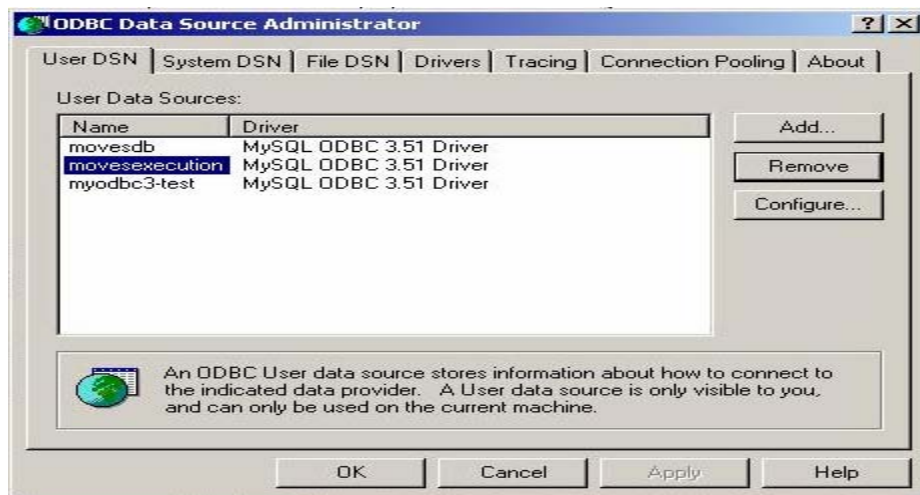 ODBC Data Source Administrator
? X
User DSN System DSN File DSN Drivers Tracing Connection Pooling About
User Data Sources:
Name Driver
movesdb MySQL ODBC 3.51 Driver
movesexecution MySQL ODBC 3.51 Driver
myodbc3-test MySQL ODBC 3.51 Driver
Add...
Remove
Configure...
An ODBC User data source stores information about how to connect to
the indicated data provider. A User data source is only visible to you,
and can only be used on the current machine.
OK Cancel Apply Help